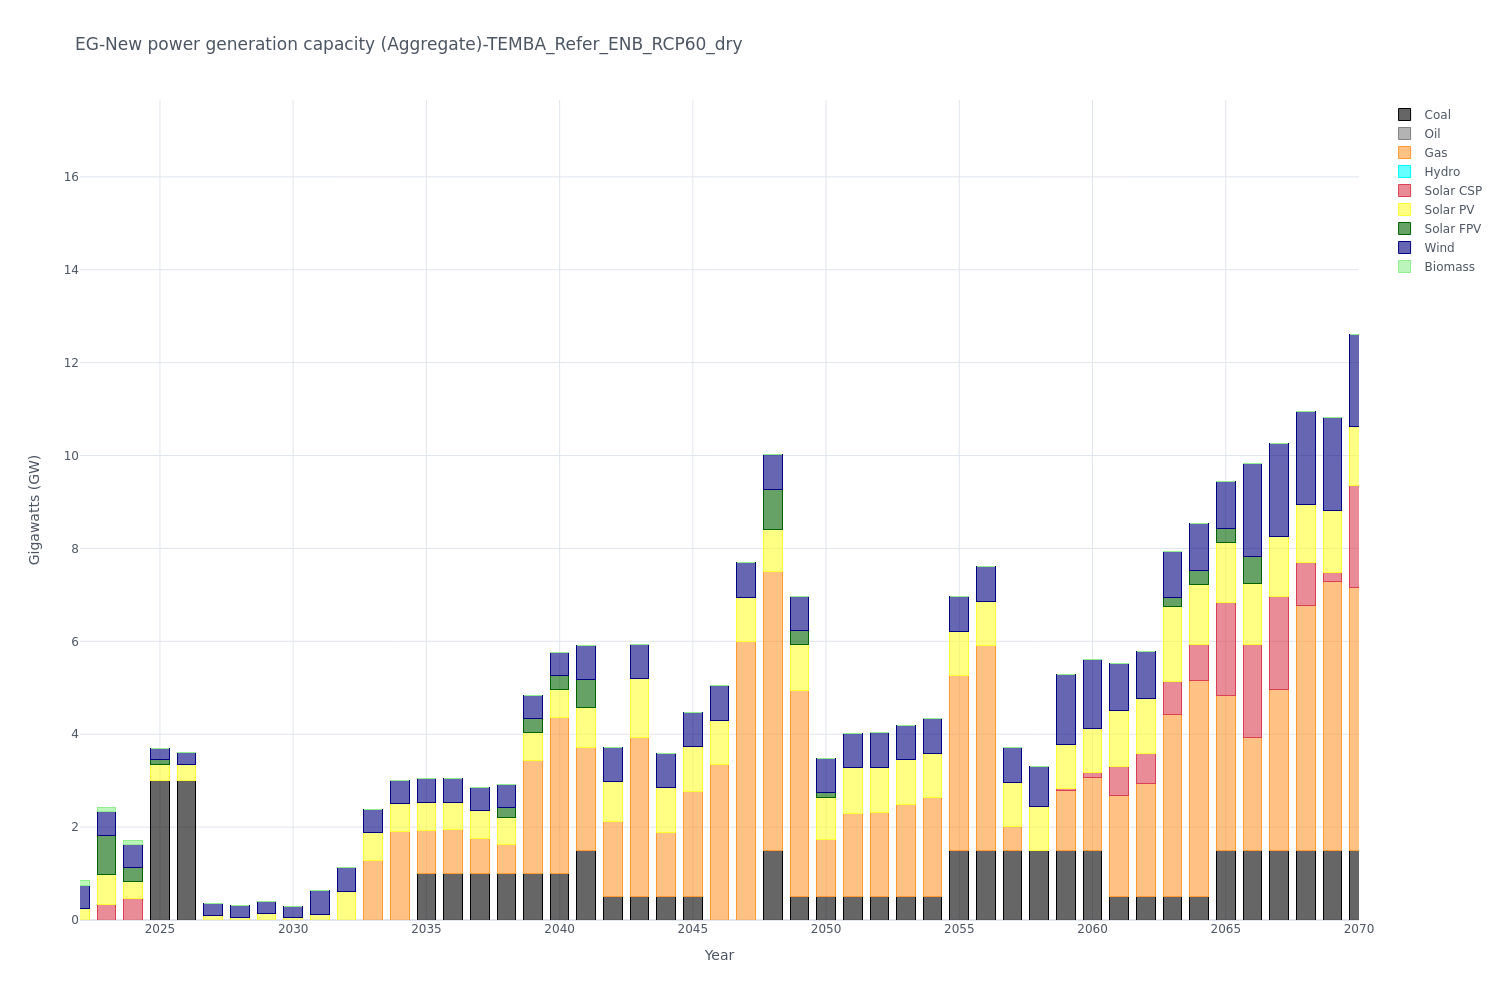 EG-New power generation capacity (Aggregate)-TEMBA_Refer_ENB_RCP60_dry
Coal
Oil
Gas
Hydro
Solar CSP
Solar PV
Solar FPV
Wind
Biomass
16
14
12
10
8
6
4
2
0
Gigawatts (GW)
2025 2030 2035 2040 2045 2050 2055 2060 2065 2070
Year